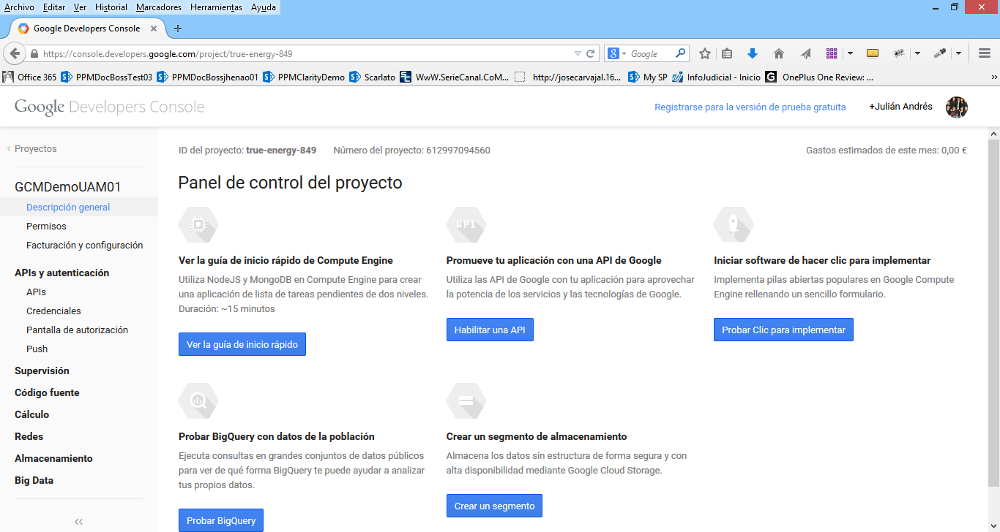 Archivo Editar Ver Historial Marcadores Herramientas Ayuda
Google Developers Console
https://console.developers.google.com/project/true-energy-849
Google
Office 365 PPMDocBossTest03 PPMDocBossjhenao01 PPMClarityDemo Scarlato WwW.SerieCanal.CoM... http://josecarvajal.16... My SP InfoJudicial - Inicio OnePlus One Review: ...
Google Developers Console
Registrarse para la versión de prueba gratuita
+Julián Andrés
Proyectos
GCMDemoUAM01
Descripción general
Permisos
Facturación y configuración
APIs y autenticación
APIs
Credenciales
Pantalla de autorización
Push
Supervisión
Código fuente
Cálculo
Redes
Almacenamiento
Big Data
ID del proyecto: true-energy-849 Número del proyecto: 612997094560
Gastos estimados de este mes: 0,00 €
Panel de control del proyecto
Ver la guía de inicio rápido de Compute Engine
Utiliza NodeJS y MongoDB en Compute Engine para crear
una aplicación de lista de tareas pendientes de dos niveles.
Duración: ~15 minutos
Ver la guía de inicio rápido
API
Promueve tu aplicación con una API de Google
Utiliza las API de Google con tu aplicación para aprovechar
la potencia de los servicios y las tecnologías de Google.
Habilitar una API
Iniciar software de hacer clic para implementar
Implementa pilas abiertas populares en Google Compute
Engine rellenando un sencillo formulario.
Probar Clic para implementar
Probar BigQuery con datos de la población
Ejecuta consultas en grandes conjuntos de datos públicos
para ver de qué forma BigQuery te puede ayudar a analizar
tus propios datos.
Probar BigQuery
Crear un segmento de almacenamiento
Almacena los datos sin estructura de forma segura y con
alta disponibilidad mediante Google Cloud Storage.
Crear un segmento